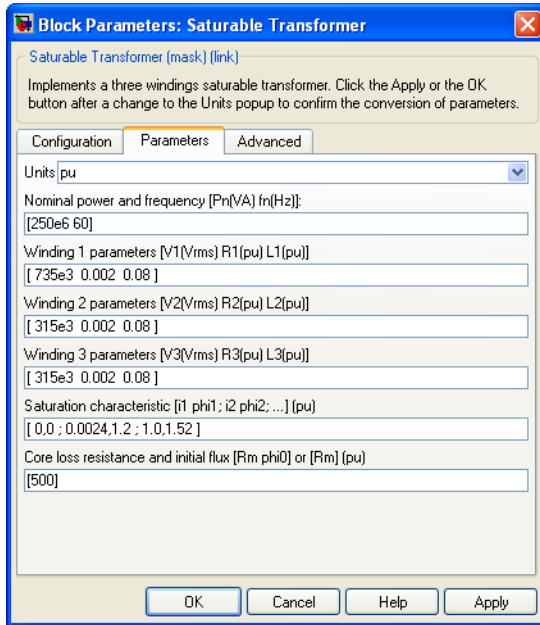 Block Parameters: Saturable Transformer
Saturable Transformer (mask) (link)
Implements a three windings saturable transformer. Click the Apply or the OK
button after a change to the Units popup to confirm the conversion of parameters.
Configuration Parameters Advanced
Units pu
Nominal power and frequency [Pn(VA) fn(Hz)]:
[250e6 60]
Winding 1 parameters [V1(Vrms) R1(pu) L1(pu)]
[ 735e3 0.002 0.08 ]
Winding 2 parameters [V2(Vrms) R2(pu) L2(pu)]
[ 315e3 0.002 0.08 ]
Winding 3 parameters [V3(Vrms) R3(pu) L3(pu)]
[ 315e3 0.002 0.08 ]
Saturation characteristic [i1 phi1 ; i2 phi2 ; ...] (pu)
[ 0,0 ; 0.0024,1.2 ; 1.0,1.52 ]
Core loss resistance and initial flux [Rm phi0] or [Rm] (pu)
[500]
OK Cancel Help Apply